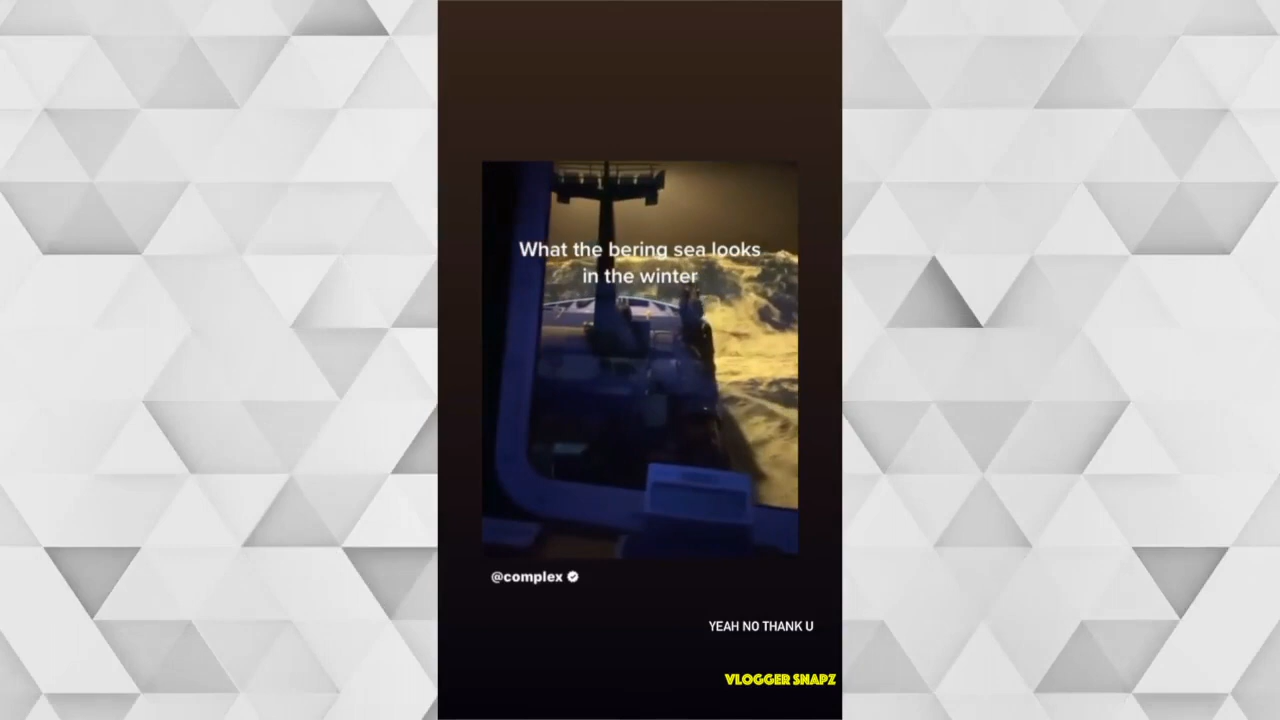 What the bering sea looks
in the winter
@complex
YEAH NO THANK U
VLOGGER SNAPZ